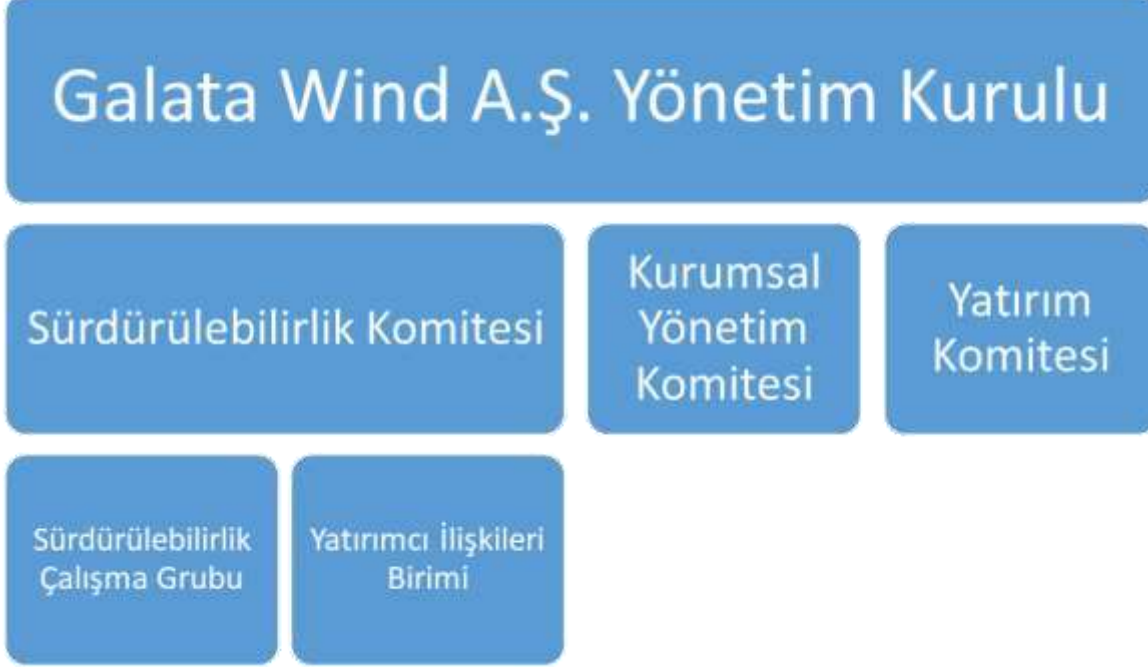 Galata Wind A.Ş. Yönetim Kurulu
Sürdürülebilirlik Komitesi
Kurumsal
Yönetim
Komitesi
Yatırım
Komitesi
Sürdürülebilirlik
Çalışma Grubu
Yatırımcı İlişkileri
Birimi